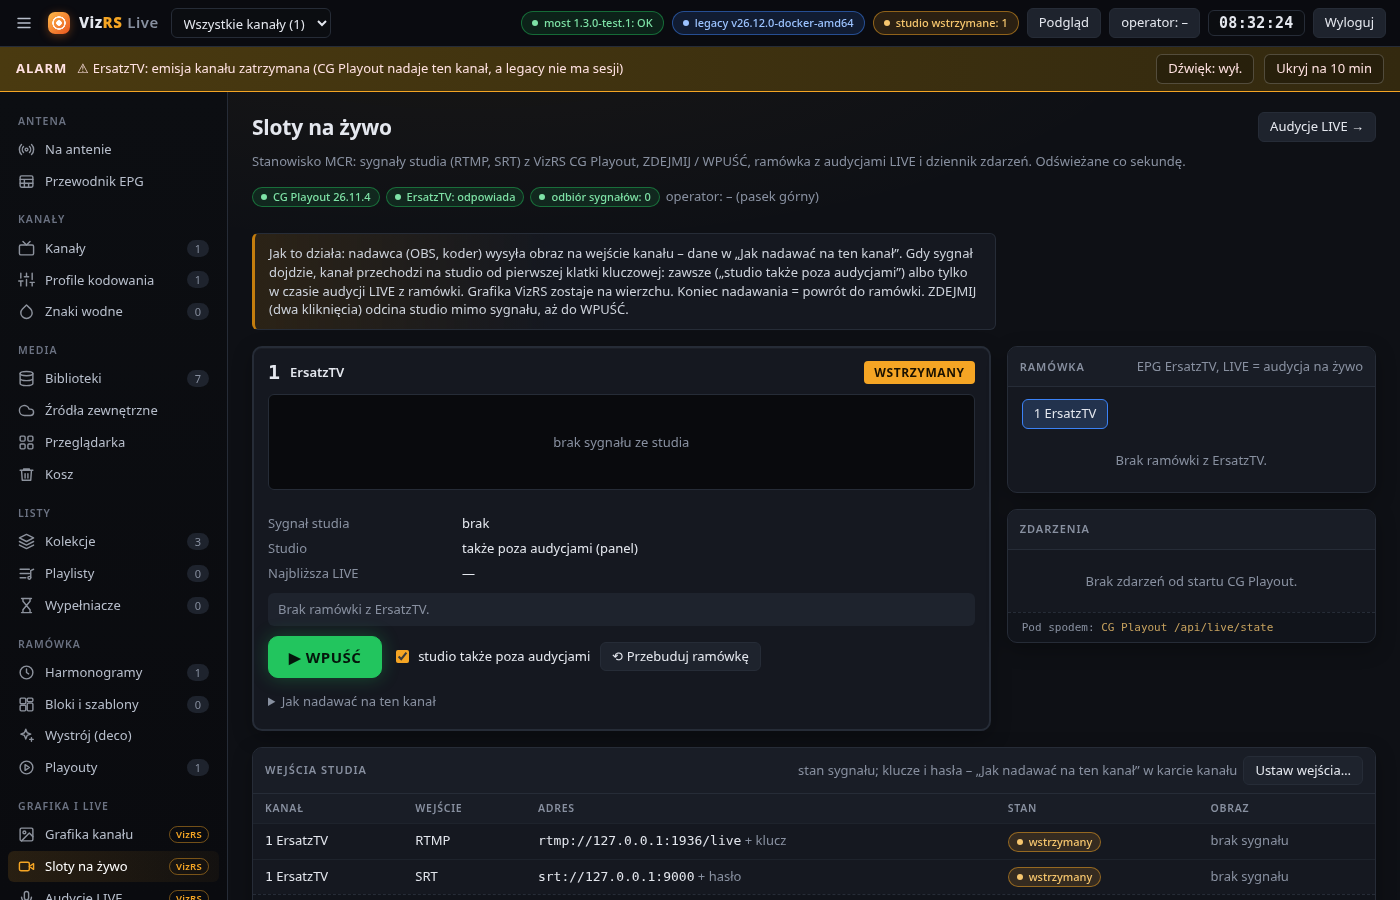 VizRS Live
Wszystkie kanały (1)
most 1.3.0-test.1: OK
legacy v26.12.0-docker-amd64
studio wstrzymane: 1
Podgląd
operator: –
08:32:24
Wyloguj
ALARM ⚠ ErsatzTV: emisja kanału zatrzymana (CG Playout nadaje ten kanał, a legacy nie ma sesji)
Dźwięk: wył.
Ukryj na 10 min
ANTENA
Na antenie
Przewodnik EPG
KANAŁY
Kanały 1
Profile kodowania 1
Znaki wodne 0
MEDIA
Biblioteki 7
Źródła zewnętrzne
Przeglądarka
Kosz
LISTY
Kolekcje 3
Playlisty 0
Wypełniacze 0
RAMÓWKA
Harmonogramy 1
Bloki i szablony 0
Wystrój (deco)
Playouty 1
GRAFIKA I LIVE
Grafika kanału VizRS
Sloty na żywo VizRS
Audycje LIVE VizRS
Sloty na żywo
Audycje LIVE →
Stanowisko MCR: sygnały studia (RTMP, SRT) z VizRS CG Playout, ZDEJMIJ / WPUŚĆ, ramówka z audycjami LIVE i dziennik zdarzeń. Odświeżane co sekundę.
CG Playout 26.11.4
ErsatzTV: odpowiada
odbiór sygnałów: 0
operator: – (pasek górny)
Jak to działa: nadawca (OBS, koder) wysyła obraz na wejście kanału – dane w „Jak nadawać na ten kanał”. Gdy sygnał
dojdzie, kanał przechodzi na studio od pierwszej klatki kluczowej: zawsze („studio także poza audycjami”) albo tylko
w czasie audycji LIVE z ramówki. Grafika VizRS zostaje na wierzchu. Koniec nadawania = powrót do ramówki. ZDEJMIJ
(dwa kliknięcia) odcina studio mimo sygnału, aż do WPUŚĆ.
1 ErsatzTV
WSTRZYMANY
brak sygnału ze studia
Sygnał studia brak
Studio także poza audycjami (panel)
Najbliższa LIVE —
Brak ramówki z ErsatzTV.
▶ WPUŚĆ
studio także poza audycjami
⟲ Przebuduj ramówkę
▶ Jak nadawać na ten kanał
RAMÓWKA
EPG ErsatzTV, LIVE = audycja na żywo
1 ErsatzTV
Brak ramówki z ErsatzTV.
ZDARZENIA
Brak zdarzeń od startu CG Playout.
Pod spodem: CG Playout /api/live/state
WEJŚCIA STUDIA
stan sygnału; klucze i hasła – „Jak nadawać na ten kanał” w karcie kanału
Ustaw wejścia…
KANAŁ WEJŚCIE ADRES STAN OBRAZ
1 ErsatzTV RTMP rtmp://127.0.0.1:1936/live + klucz wstrzymany brak sygnału
1 ErsatzTV SRT srt://127.0.0.1:9000 + hasło wstrzymany brak sygnału